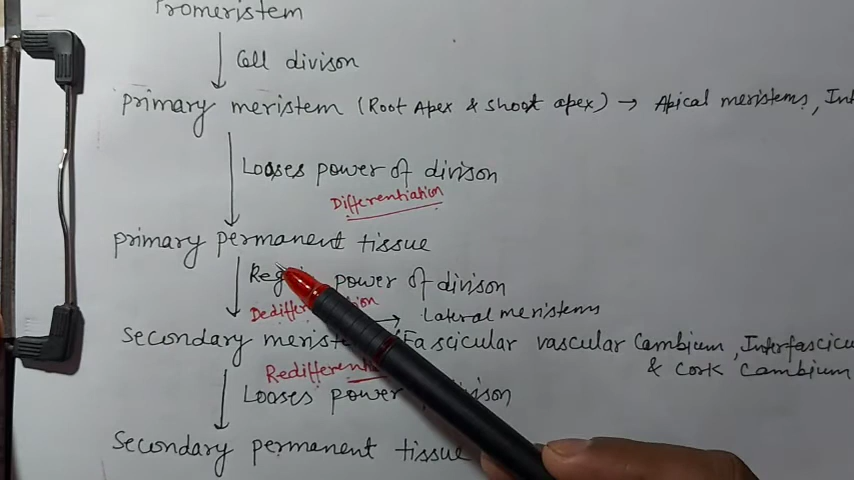 Promeristem
Cell divison
primary meristem (Root Apex & shoot apex) → Apical meristems, Int
Looses power of divison
Differentiation
primary permanent tissue
power of divison
→ Lateral meristems
Secondary Fascicular vascular Cambium, Interfascicu
& Cork Cambium
Looses power divison
Secondary permanent tissue